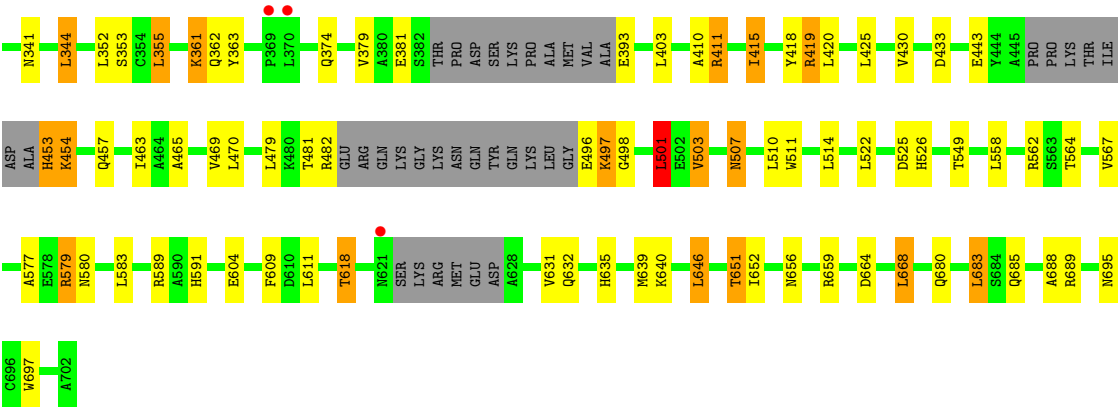 N341 L344 L352 S353 C354 L355 K361 Q362 Y363 P369 L370 Q374 V379 A380 E381 S382 THR PRO ASP SER LYS PRO ALA MET VAL ALA E393 L403 A410 R411 I415 Y418 R419 L420 L425 V430 D433 E443 Y444 A445 PRO PRO LYS THR ILE
ASP ALA H453 K454 Q457 I463 A464 A465 V469 L470 L479 K480 T481 R482 GLU ARG GLN LYS GLY LYS ASN GLN TYR GLN LYS LEU GLY E496 K497 G498 L501 E502 V503 N507 L510 W511 L514 L522 D525 H526 T549 L558 R562 S563 T564 V567
A577 E578 R579 N580 L583 R589 A590 H591 E604 F609 D610 L611 T618 N621 SER LYS ARG MET GLU ASP A628 V631 Q632 H635 M639 K640 L646 T651 I652 N656 R659 D664 L668 Q680 L683 S684 Q685 A688 R689 N695
C696 W697 A702